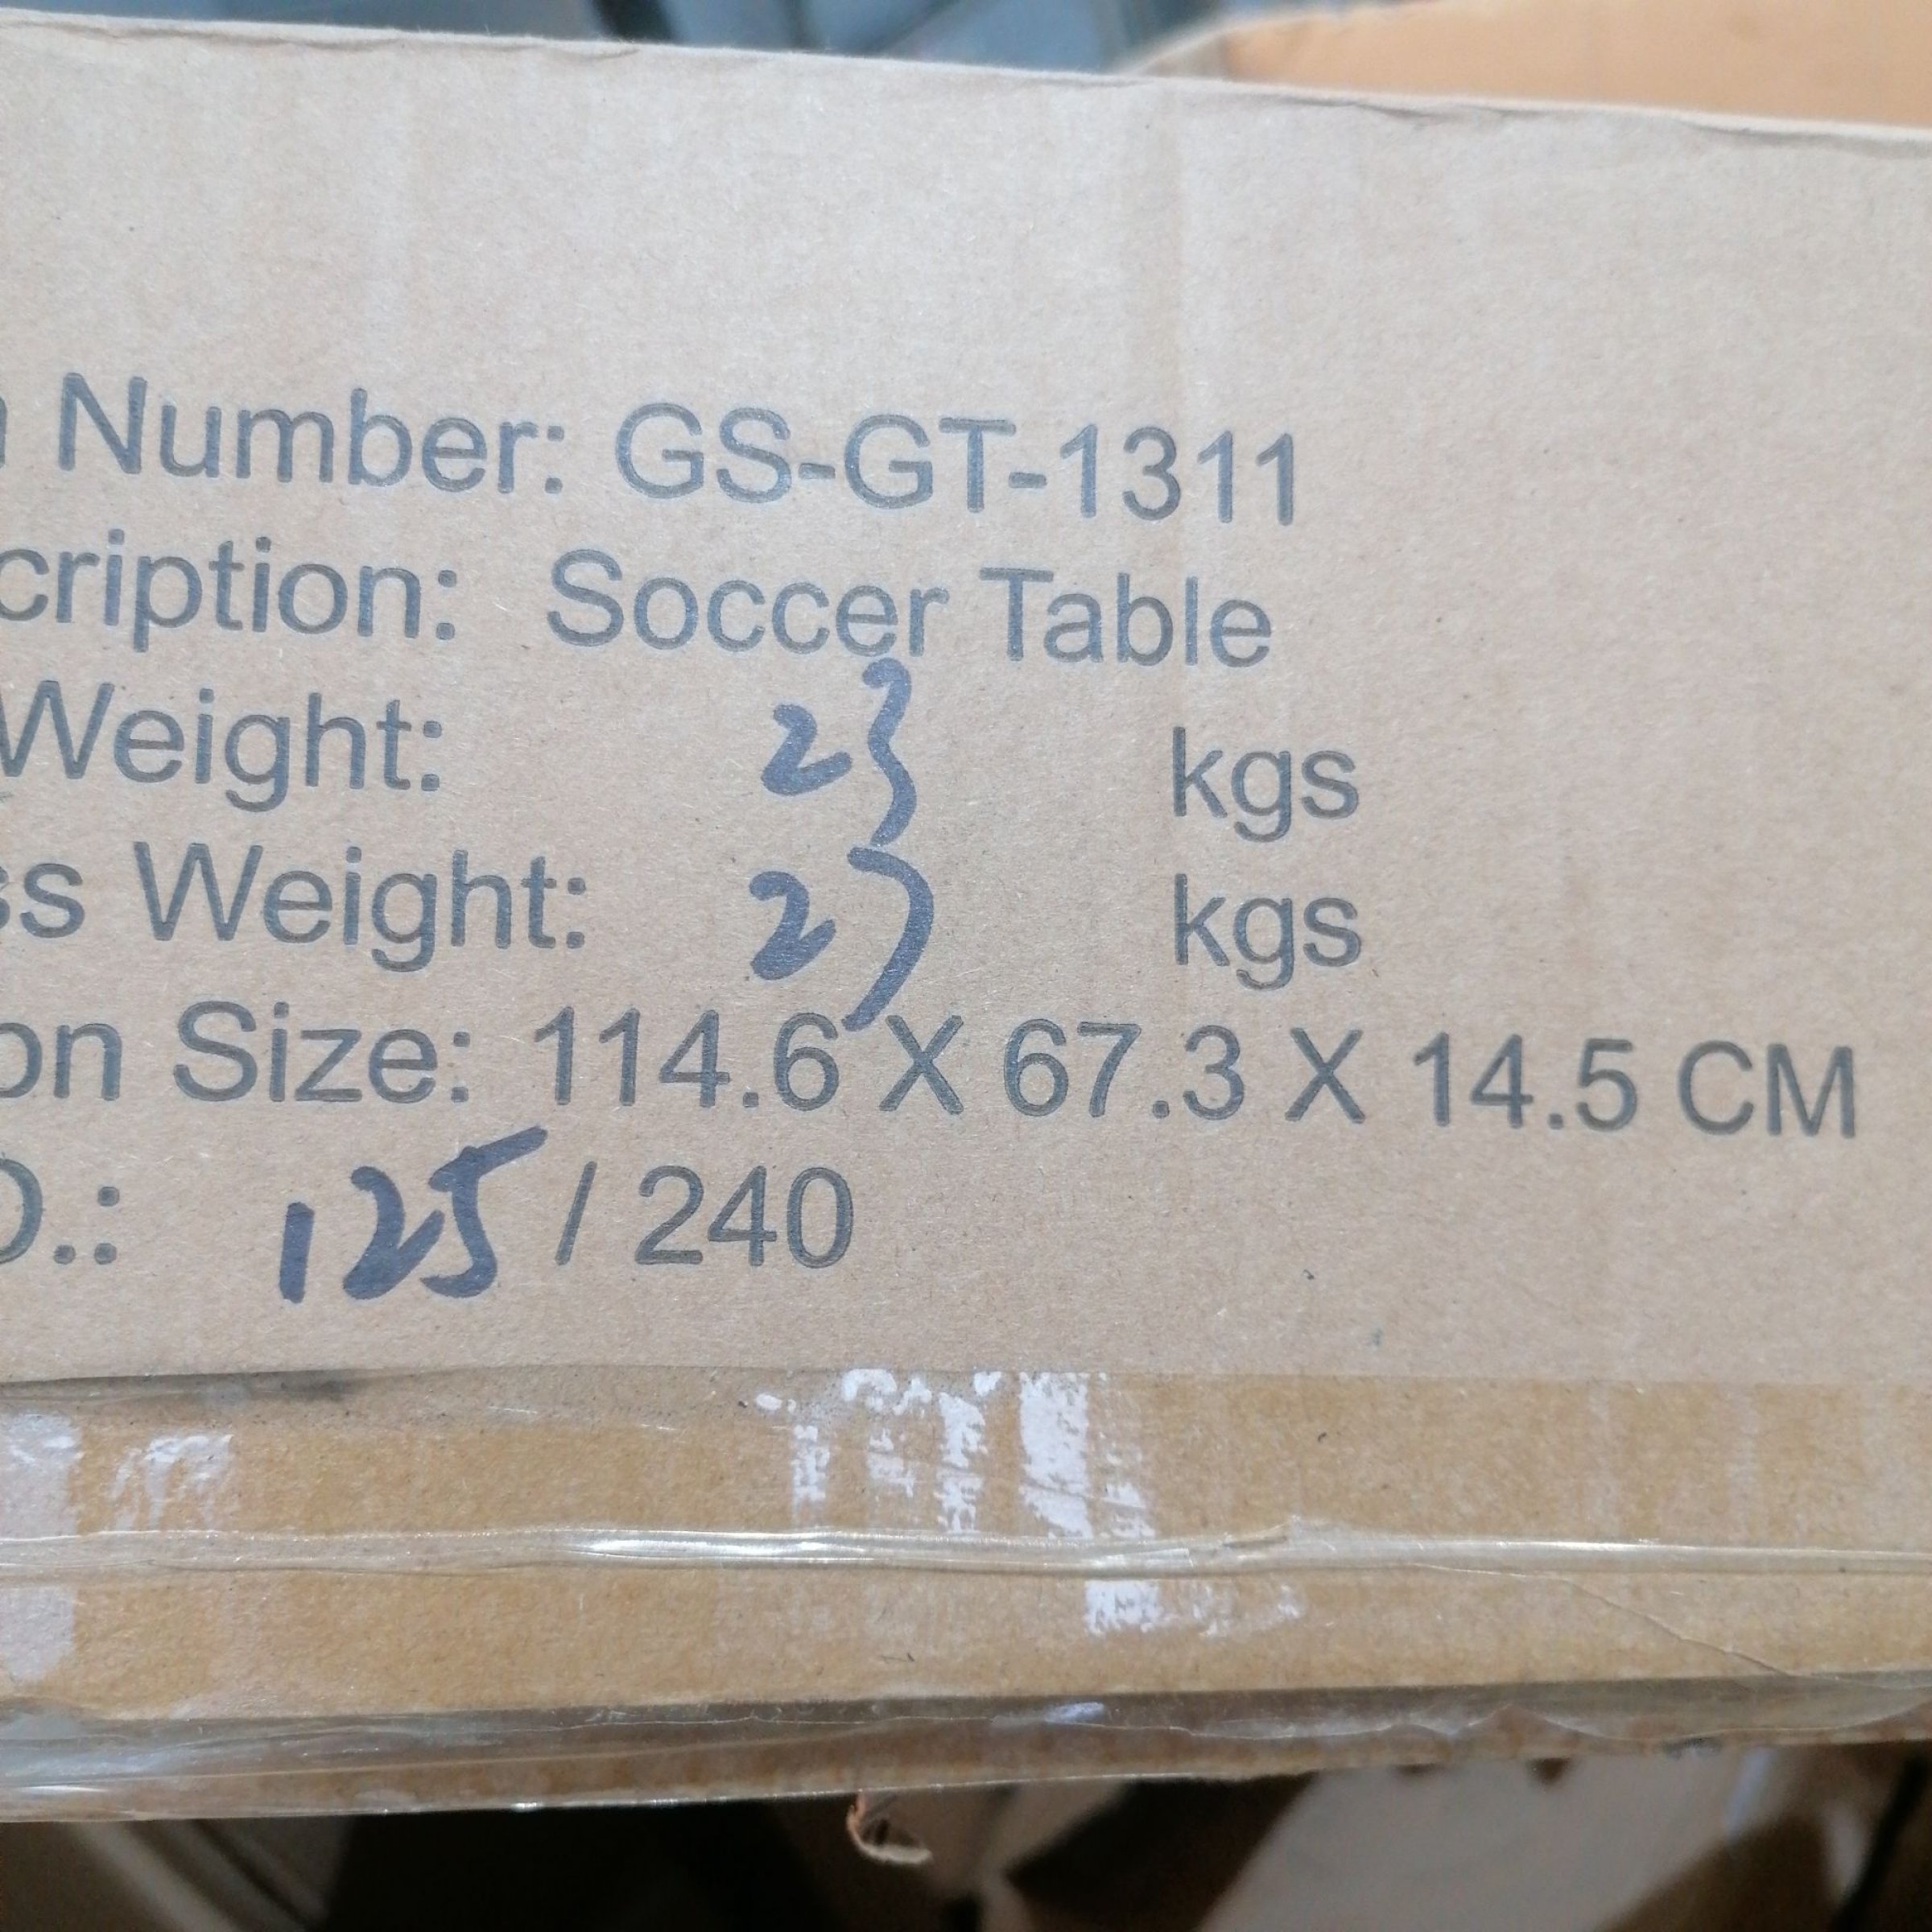 Number: GS-GT-1311
cription: Soccer Table
Weight: 23 kgs
ss Weight: 27 kgs
on Size: 114.6 X 67.3 X 14.5 CM
O.: 125 / 240